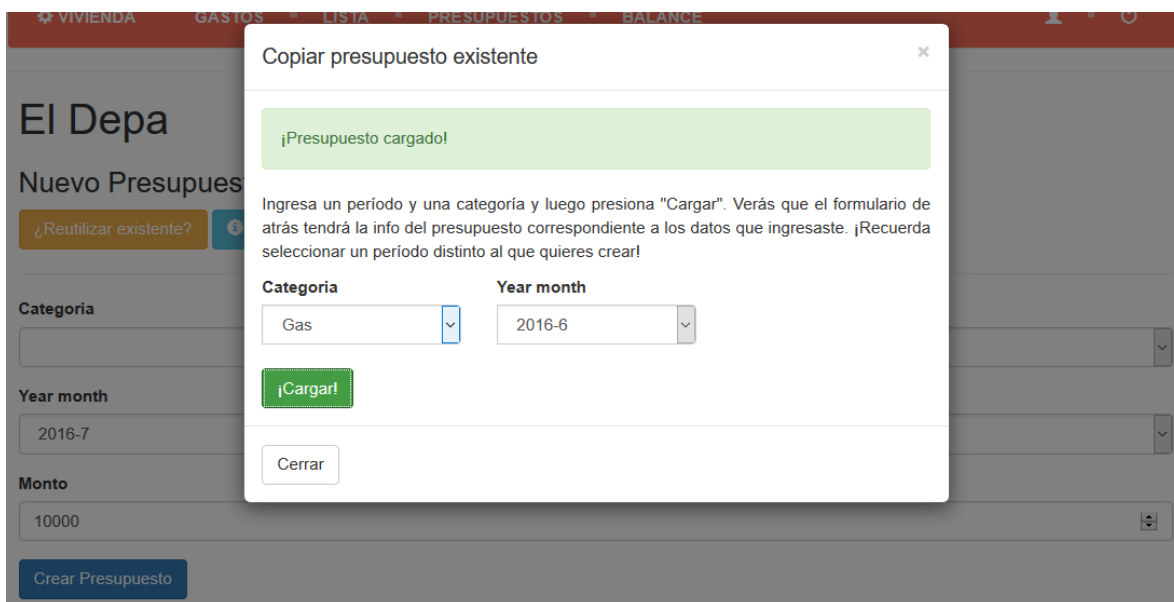 VIVIENDA GASTOS LISTA PRESUPUESTOS BALANCE
Copiar presupuesto existente ×
El Depa
¡Presupuesto cargado!
Nuevo Presupues
¿Reutilizar existente?
Ingresa un período y una categoría y luego presiona "Cargar". Verás que el formulario de
atrás tendrá la info del presupuesto correspondiente a los datos que ingresaste. ¡Recuerda
seleccionar un período distinto al que quieres crear!
Categoria Year month
Gas 2016-6
¡Cargar!
Cerrar
Categoria
Year month
2016-7
Monto
10000
Crear Presupuesto